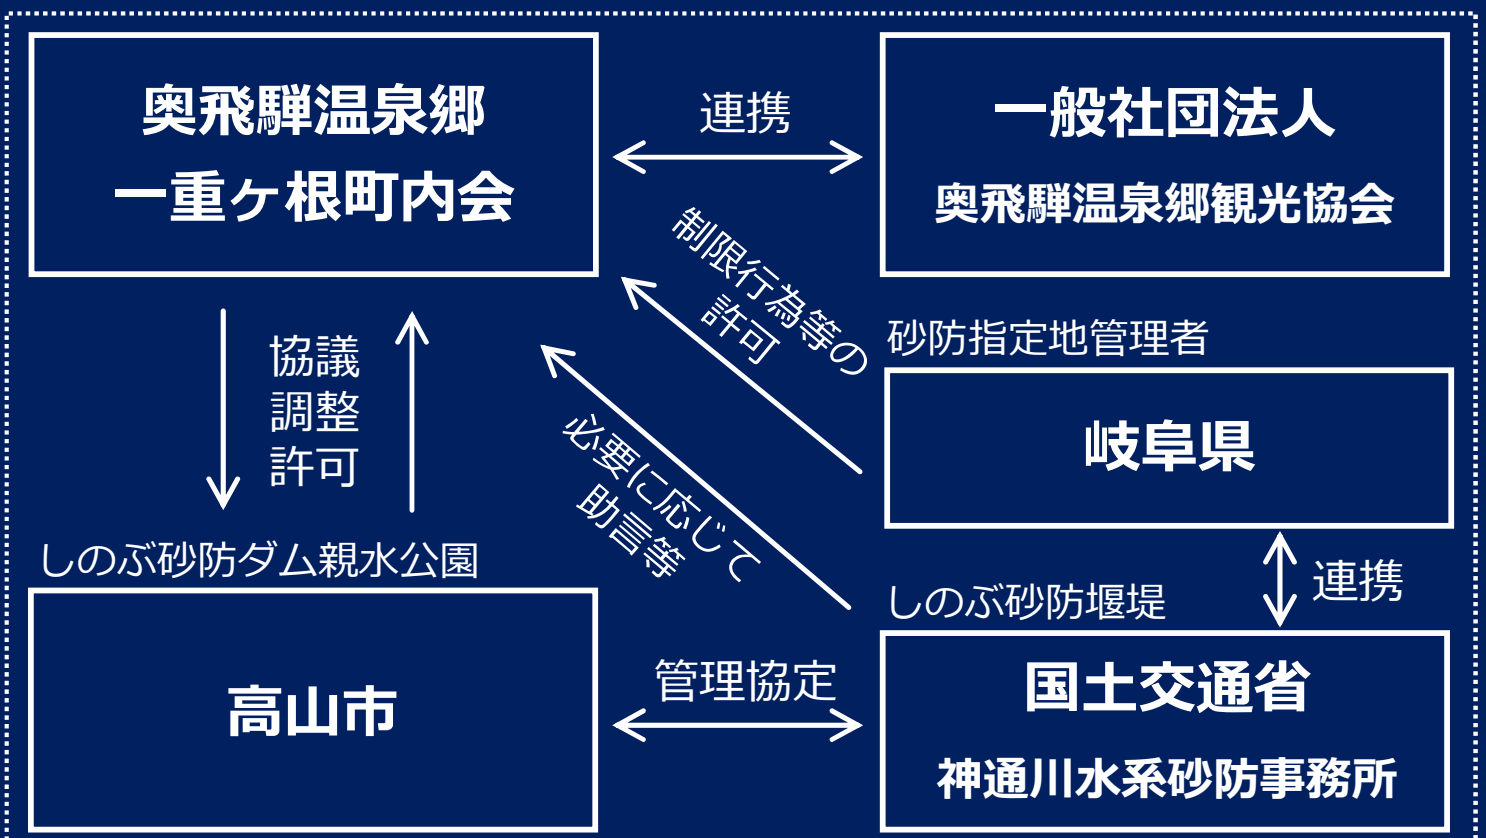 奥飛騨温泉郷
一重ヶ根町内会
連携
一般社団法人
奥飛騨温泉郷観光協会
制限行為等の
許可
砂防指定地管理者
岐阜県
協議
調整
許可
必要に応じて
助言等
連携
しのぶ砂防ダム親水公園
高山市
管理協定
しのぶ砂防堰堤
国土交通省
神通川水系砂防事務所